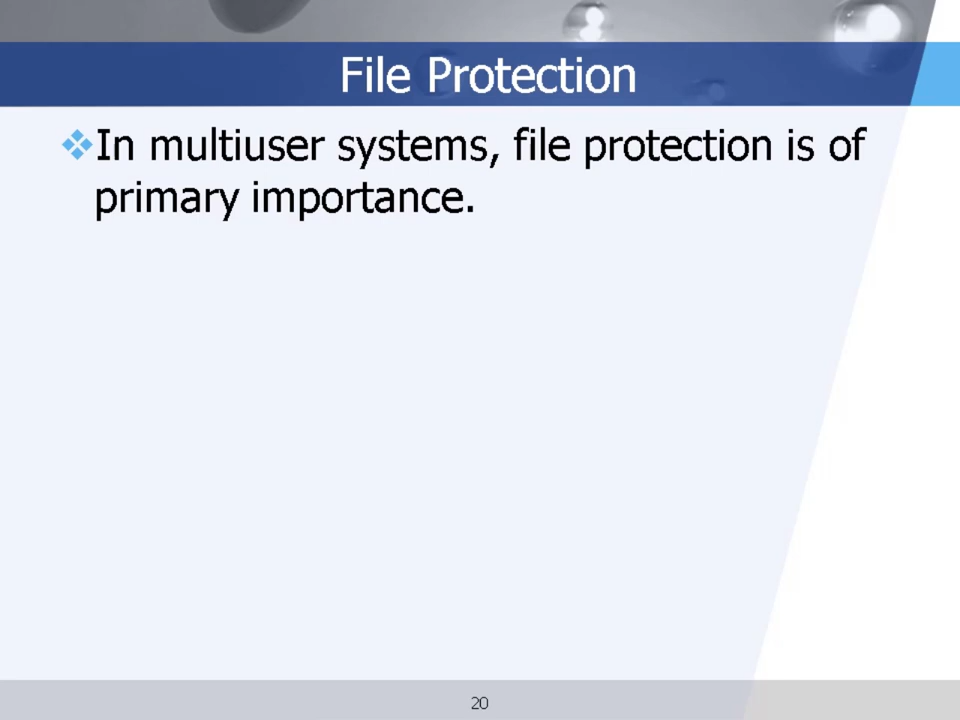 File Protection
In multiuser systems, file protection is of
primary importance.
20